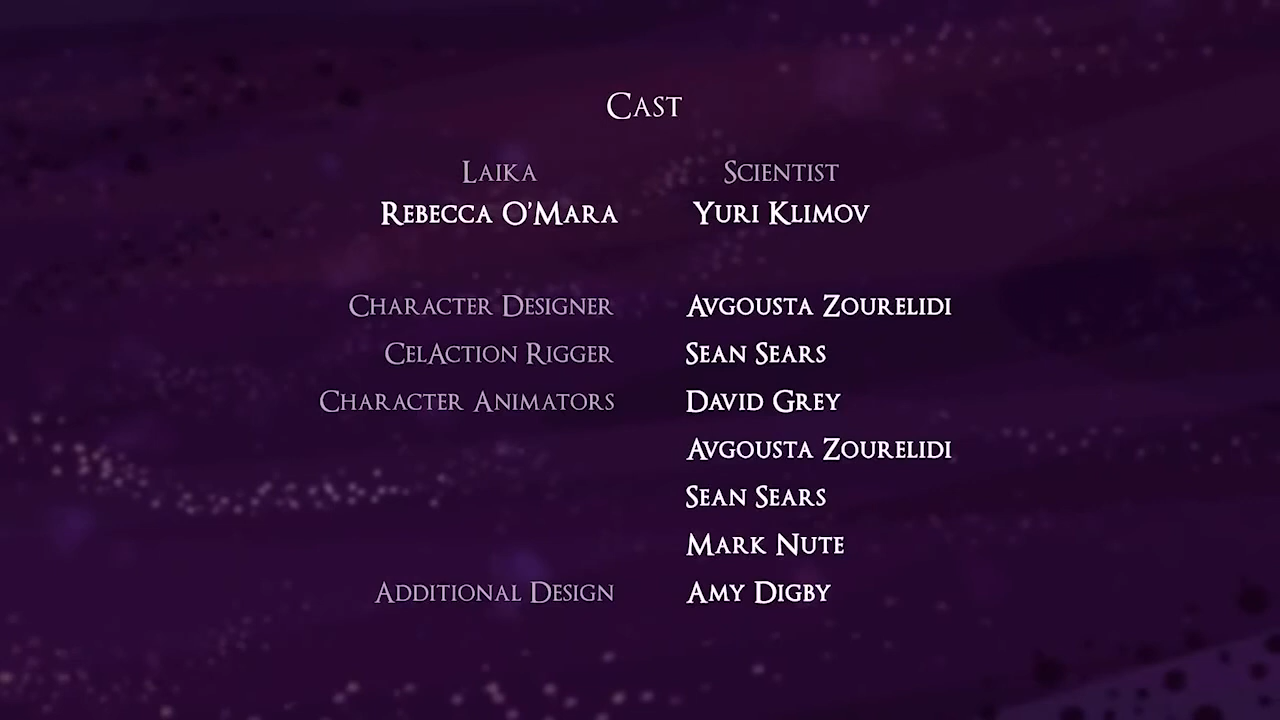 Cast
Laika Scientist
Rebecca O'Mara Yuri Klimov
Character Designer Avgousta Zourelidi
CelAction Rigger Sean Sears
Character Animators David Grey
Avgousta Zourelidi
Sean Sears
Mark Nute
Additional Design Amy Digby